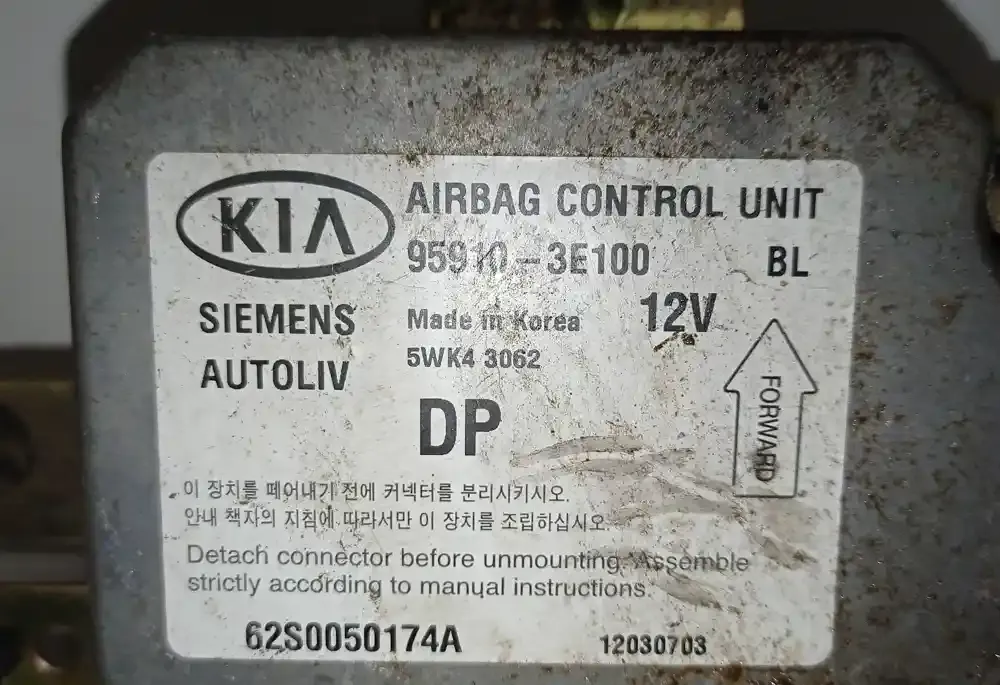 KIA
AIRBAG CONTROL UNIT
95910-3E100 BL
SIEMENS
AUTOLIV
Made in Korea 12V
5WK4 3062
DP
FORWARD
이 장치를 떼어내기 전에 커넥터를 분리시키시오.
안내 책자의 지침에 따라서만 이 장치를 조립하십시오.
Detach connector before unmounting. Assemble
strictly according to manual instructions.
62S0050174A 12030703